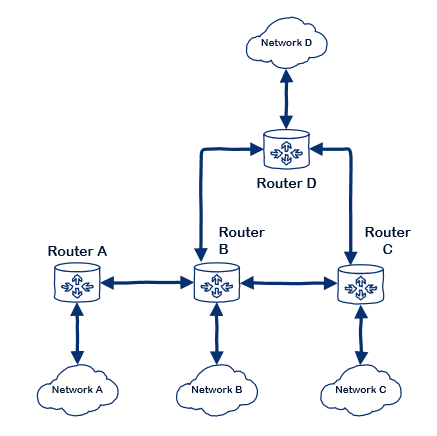 Network D
Router D
Router
B
Router
C
Router A
Network A
Network B
Network C